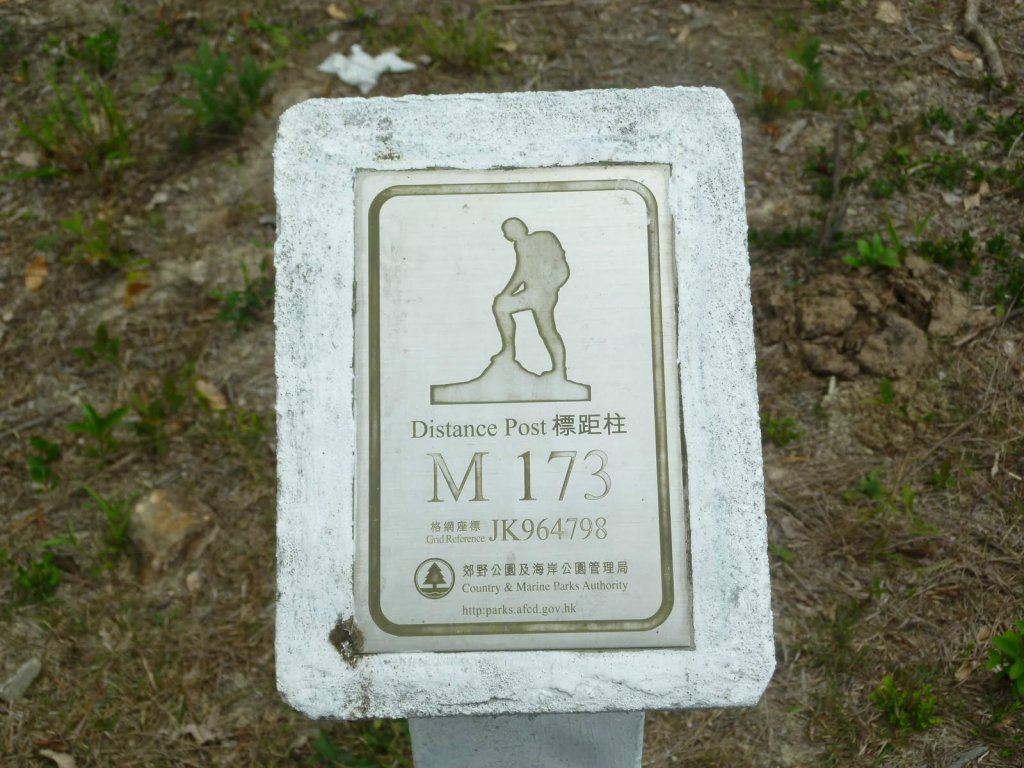 Distance Post 標距柱
M 173
格網座標
Grid Reference JK964798
郊野公園及海岸公園管理局
Country & Marine Parks Authority
http:parks.afcd.gov.hk